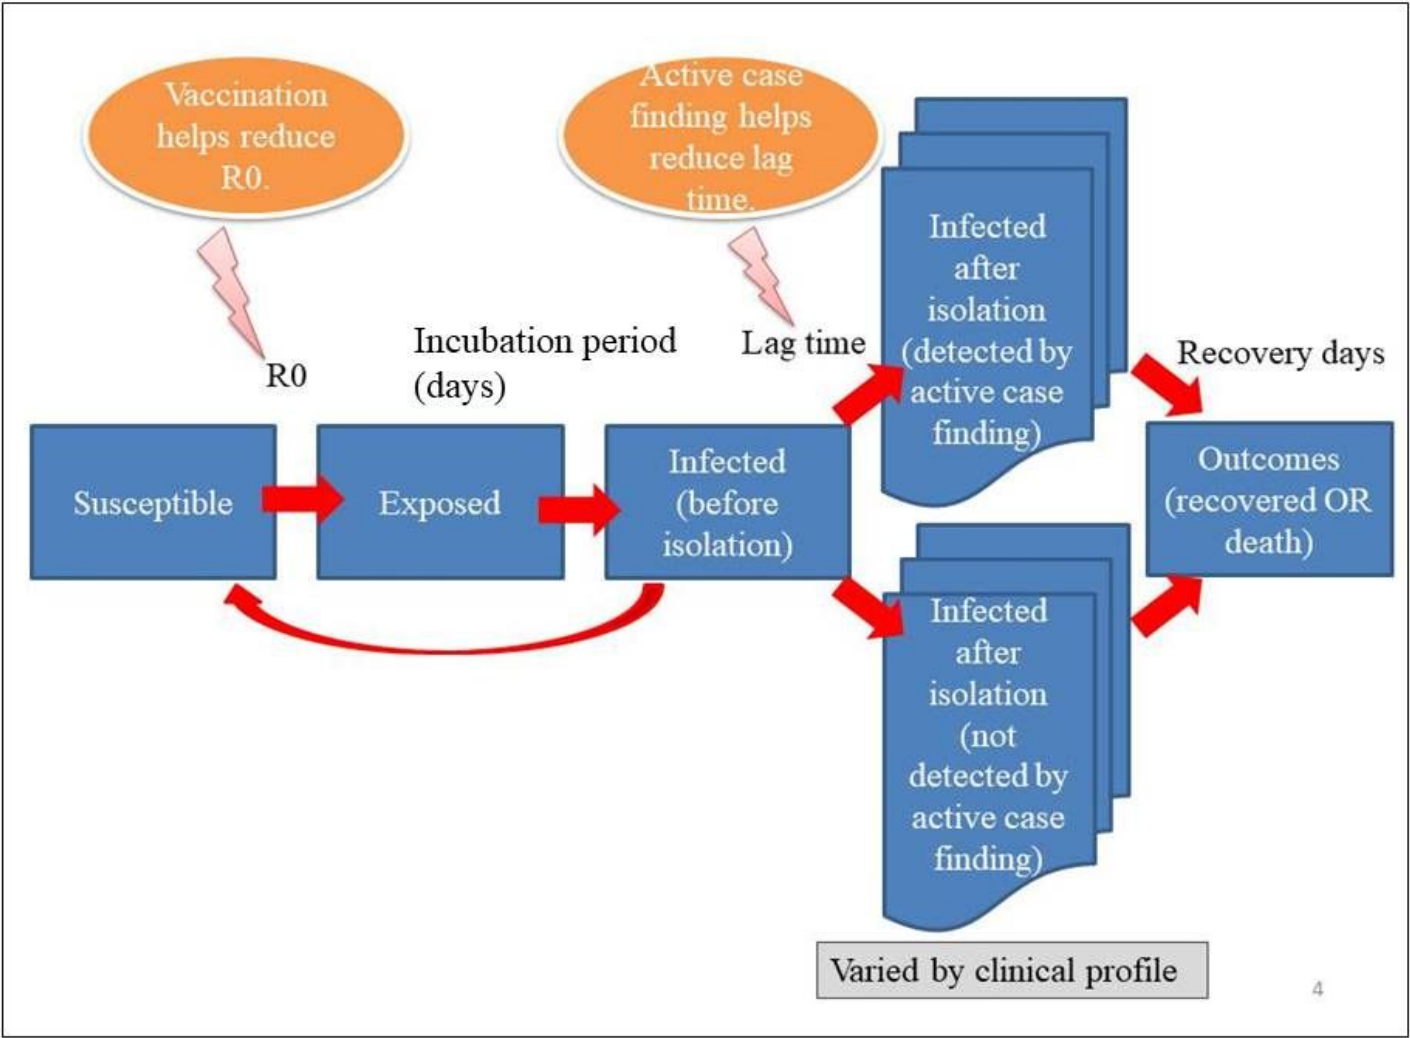 Vaccination
helps reduce
R0.
Active case
finding helps
reduce lag
time.
R0
Incubation period
(days)
Lag time
Recovery days
Susceptible
Exposed
Infected
(before
isolation)
Infected
after
isolation
(detected by
active case
finding)
Infected
after
isolation
(not
detected by
active case
finding)
Outcomes
(recovered OR
death)
Varied by clinical profile
4